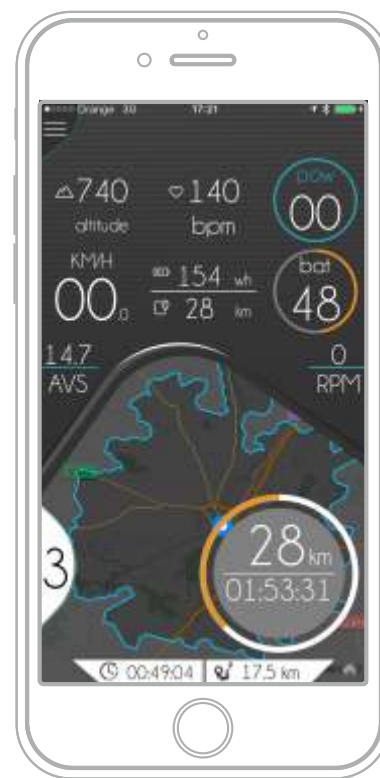 Orange 3G 17:21
740 140 pow
altitude bpm 00
KM/H 154 wh bat
00.0 28 km 48
14.7 0
AVS RPM
28 km
3 01:53:31
00:49:04 17.5 km